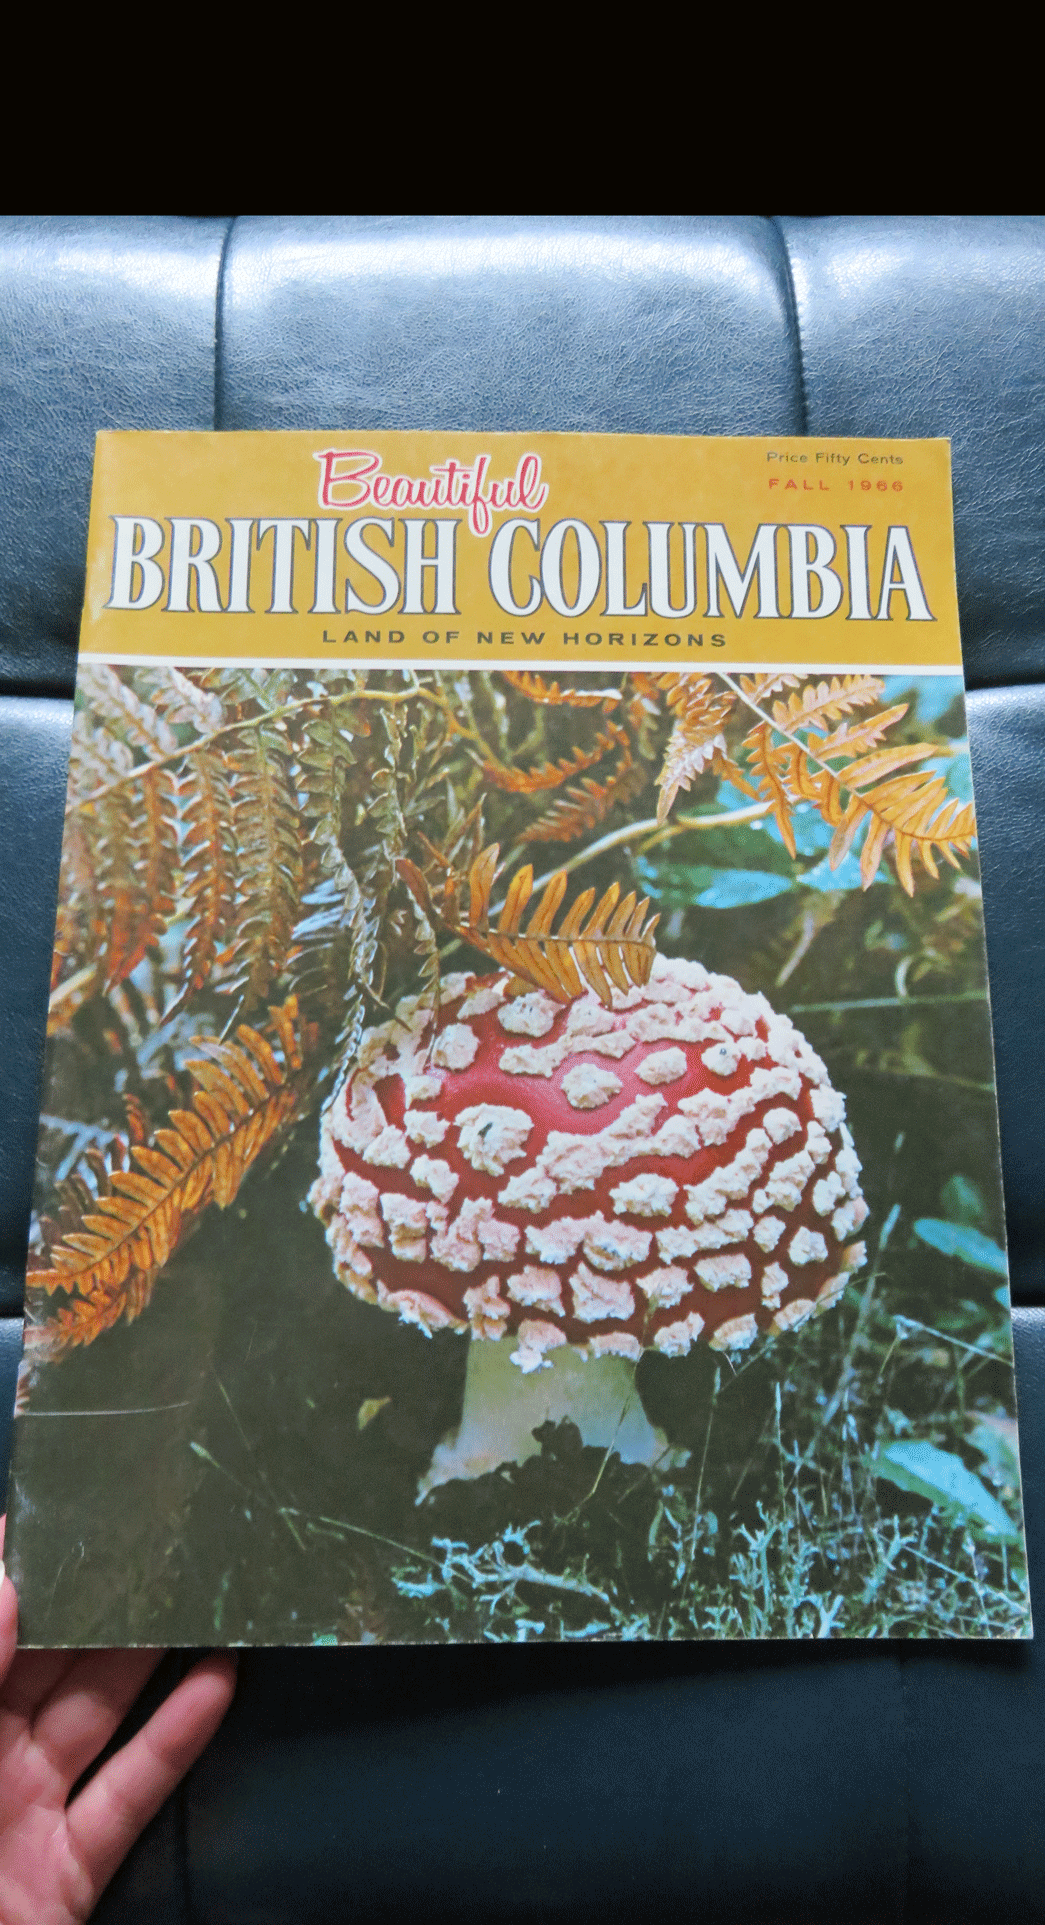 Price Fifty Cents
FALL 1966
Beautiful
BRITISH COLUMBIA
LAND OF NEW HORIZONS